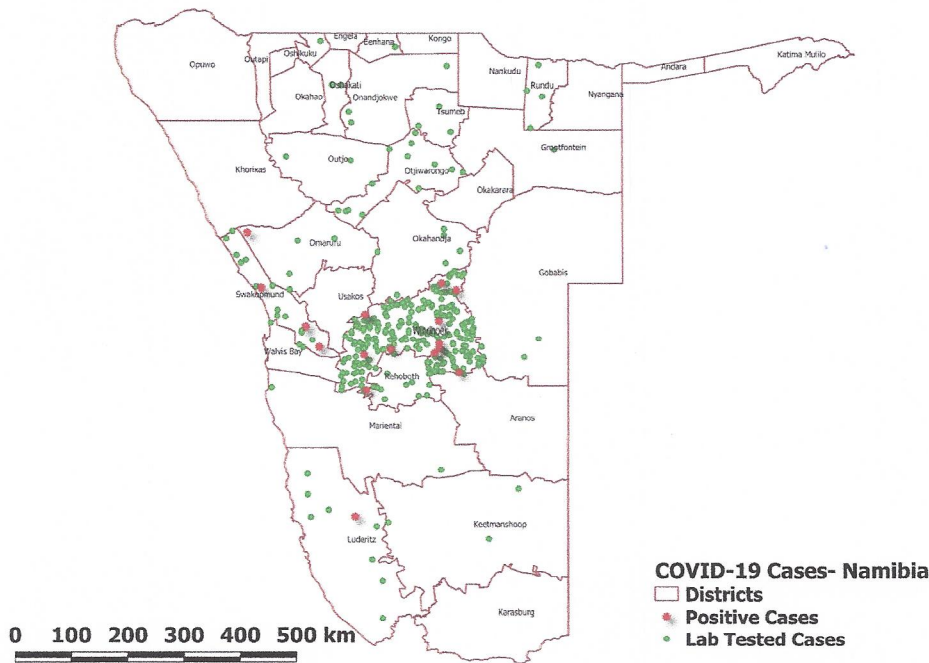 Engela
Eenhana
Kongo
Oshikuku
Outapi
Opuwo
Katima Mulilo
Andara
Nankudu
Rundu
Nyangana
Oshakati
Okahao
Onandjokwe
Tsumeb
Grootfontein
Khorixas
Outjo
Otjiwarongo
Okakarara
Omaruru
Okahandja
Gobabis
Swakopmund
Usakos
Windhoek
Walvis Bay
Rehoboth
Aranos
Mariental
Keetmanshoop
Luderitz
Karasburg
COVID-19 Cases- Namibia
Districts
Positive Cases
Lab Tested Cases
0 100 200 300 400 500 km